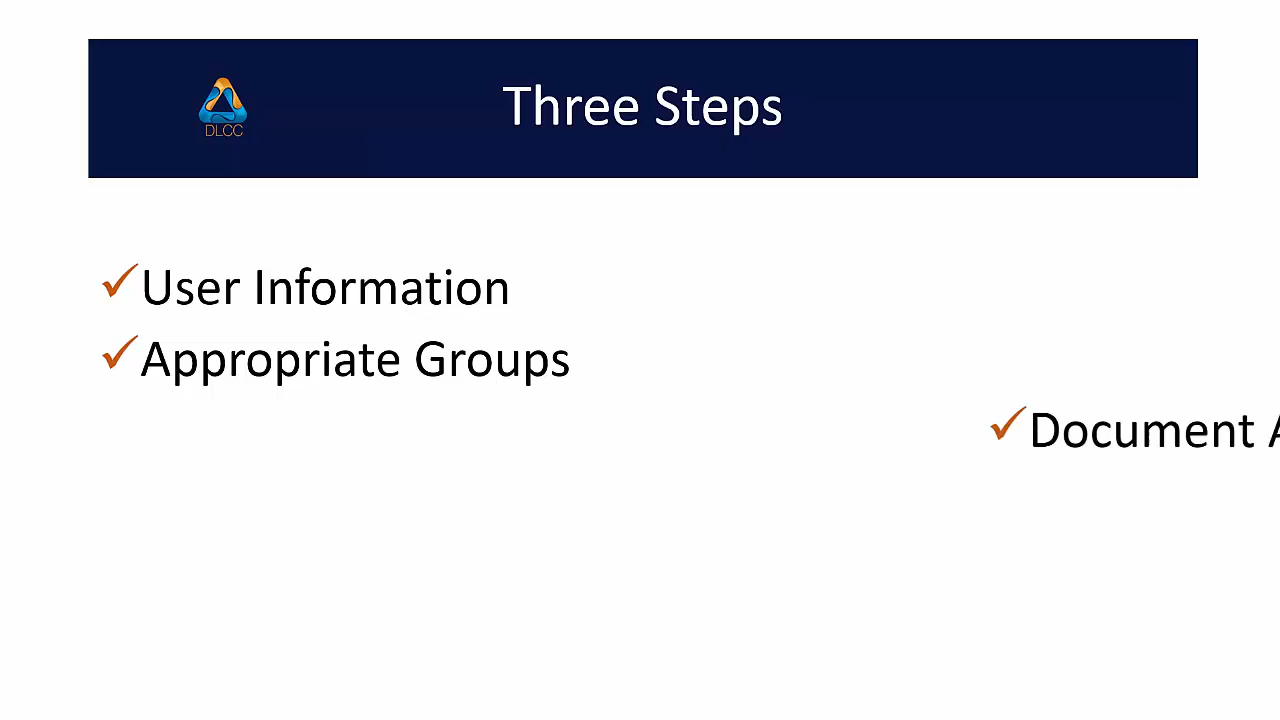 Three Steps
DLCC
User Information
Appropriate Groups
Document